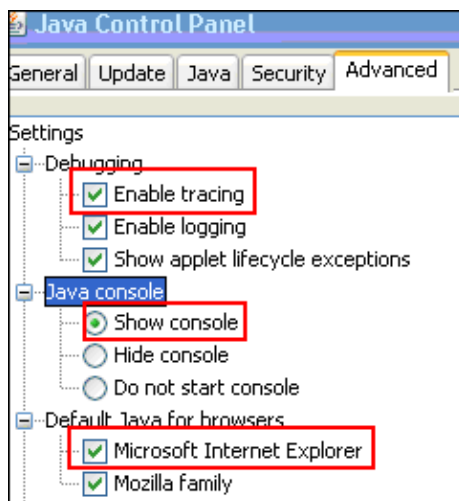 Java Control Panel
General Update Java Security Advanced
Settings
Debugging
Enable tracing
Enable logging
Show applet lifecycle exceptions
Java console
Show console
Hide console
Do not start console
Default Java for browsers
Microsoft Internet Explorer
Mozilla family